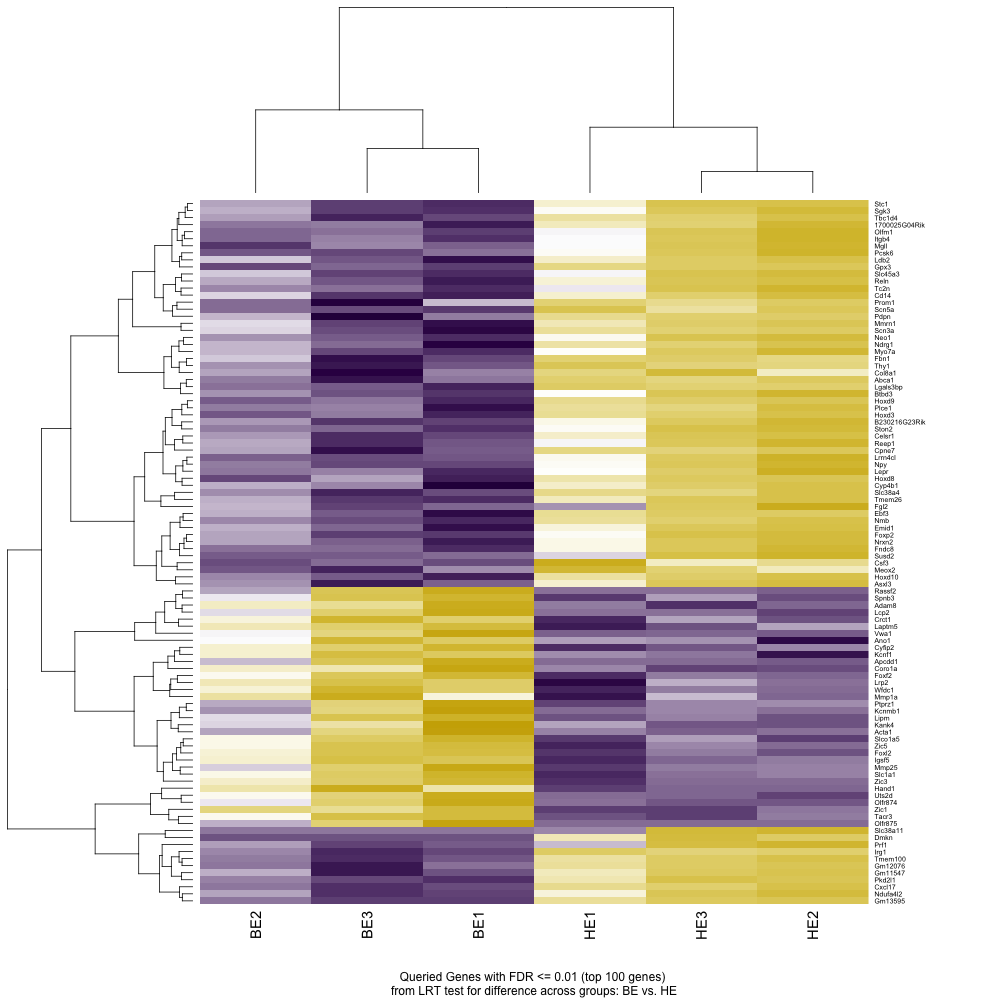 Stc1
Sgk3
Tbc1d4
1700025G04Rik
Olfm1
Itgb4
Mgll
Pcsk6
Ldb2
Gpx3
Slc45a3
Reln
Tc2n
Cd14
Prom1
Scn5a
Pdpn
Mmrn1
Scn3a
Neo1
Ndrg1
Myo7a
Fbn1
Thy1
Col8a1
Abca1
Lgals3bp
Btbd3
Hoxd9
Plce1
Hoxd3
B230216G23Rik
Ston2
Celsr1
Reep1
Cpne7
Lrrn4cl
Npy
Lepr
Hoxd8
Cyp4b1
Slc38a4
Tmem26
Fgl2
Ebf3
Nmb
Emid1
Foxp2
Nrxn2
Fndc8
Susd2
Csf3
Meox2
Hoxd10
Asxl3
Rassf2
Spnb3
Adam8
Lcp2
Crct1
Laptm5
Vwa1
Ano1
Cyfip2
Kcnf1
Apcdd1
Coro1a
Foxf2
Lrp2
Wfdc1
Mmp1a
Ptprz1
Kcnmb1
Lipm
Kank4
Acta1
Slco1a5
Zic5
Foxl2
Igsf5
Mmp25
Slc1a1
Zic3
Hand1
Uts2d
Olfr874
Zic1
Tacr3
Olfr875
Slc38a11
Dmkn
Prf1
Irg1
Tmem100
Gm12076
Gm11547
Pkd2l1
Cxcl17
Ndufa4l2
Gm13595
BE2 BE3 BE1 HE1 HE3 HE2
Queried Genes with FDR <= 0.01 (top 100 genes)
from LRT test for difference across groups: BE vs. HE